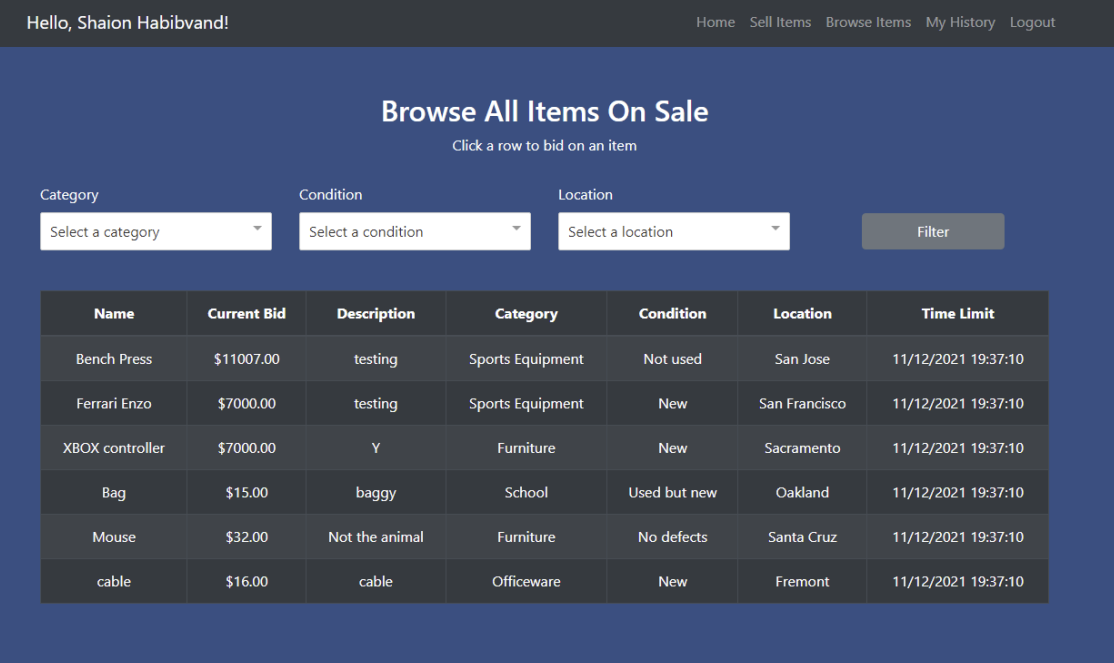 Hello, Shaion Habibvand! Home Sell Items Browse Items My History Logout
Browse All Items On Sale
Click a row to bid on an item
Category Condition Location
Select a category Select a condition Select a location Filter
Name Current Bid Description Category Condition Location Time Limit
Bench Press $11007.00 testing Sports Equipment Not used San Jose 11/12/2021 19:37:10
Ferrari Enzo $7000.00 testing Sports Equipment New San Francisco 11/12/2021 19:37:10
XBOX controller $7000.00 Y Furniture New Sacramento 11/12/2021 19:37:10
Bag $15.00 baggy School Used but new Oakland 11/12/2021 19:37:10
Mouse $32.00 Not the animal Furniture No defects Santa Cruz 11/12/2021 19:37:10
cable $16.00 cable Officeware New Fremont 11/12/2021 19:37:10